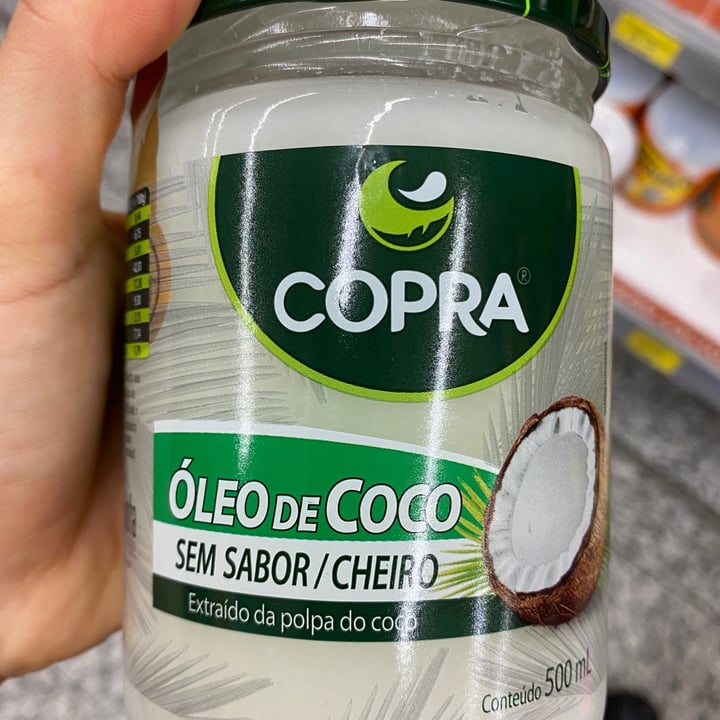 COPRA®
ÓLEO DE COCO
SEM SABOR / CHEIRO
Extraído da polpa do coco
Conteúdo 500 mL